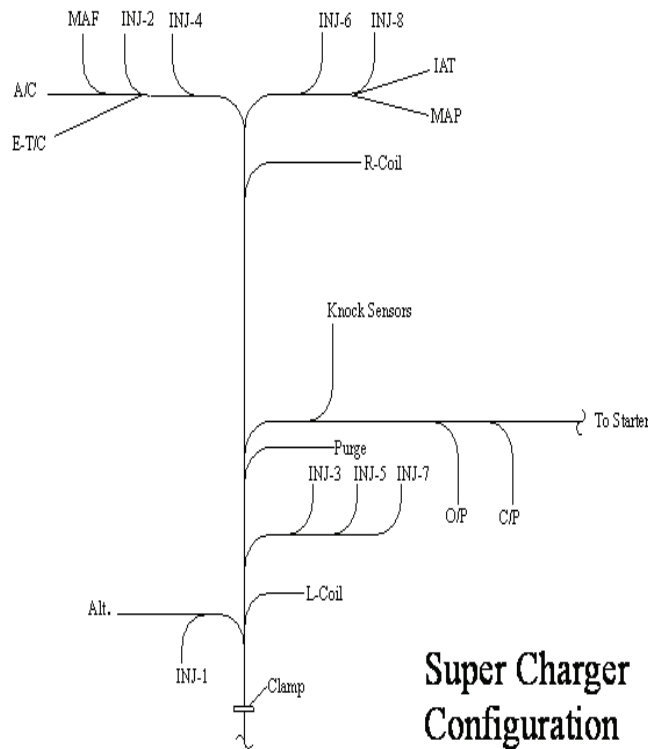 MAF
INJ-2
INJ-4
INJ-6
INJ-8
A/C
IAT
E-T/C
MAP
R-Coil
Knock Sensors
To Starter
Purge
INJ-3
INJ-5
INJ-7
O/P
C/P
L-Coil
Alt.
INJ-1
Clamp
Super Charger
Configuration